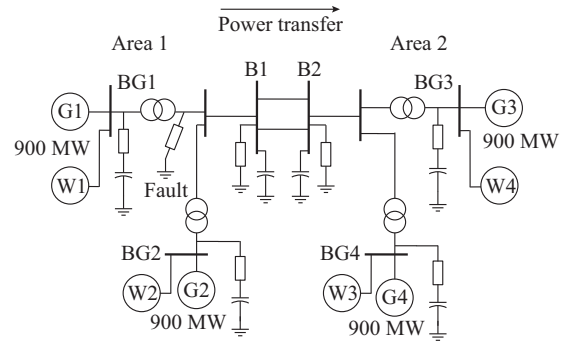 Power transfer
Area 1
Area 2
BG1
B1
B2
BG3
G1
G3
900 MW
900 MW
W1
Fault
W4
BG2
BG4
W2
G2
W3
G4
900 MW
900 MW